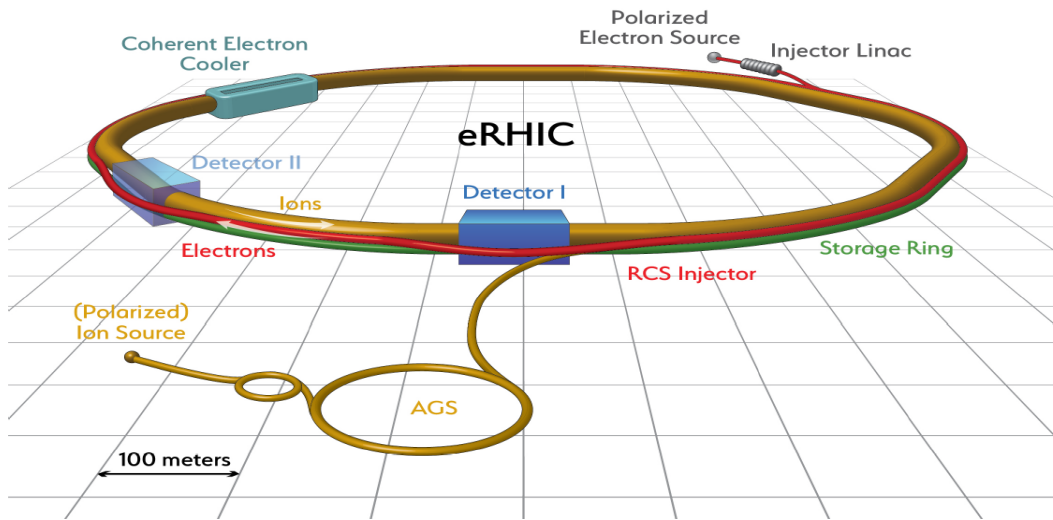 Polarized
Electron Source
Injector Linac
Coherent Electron
Cooler
eRHIC
Detector II
Detector I
Ions
Electrons
Storage Ring
RCS Injector
(Polarized)
Ion Source
AGS
100 meters